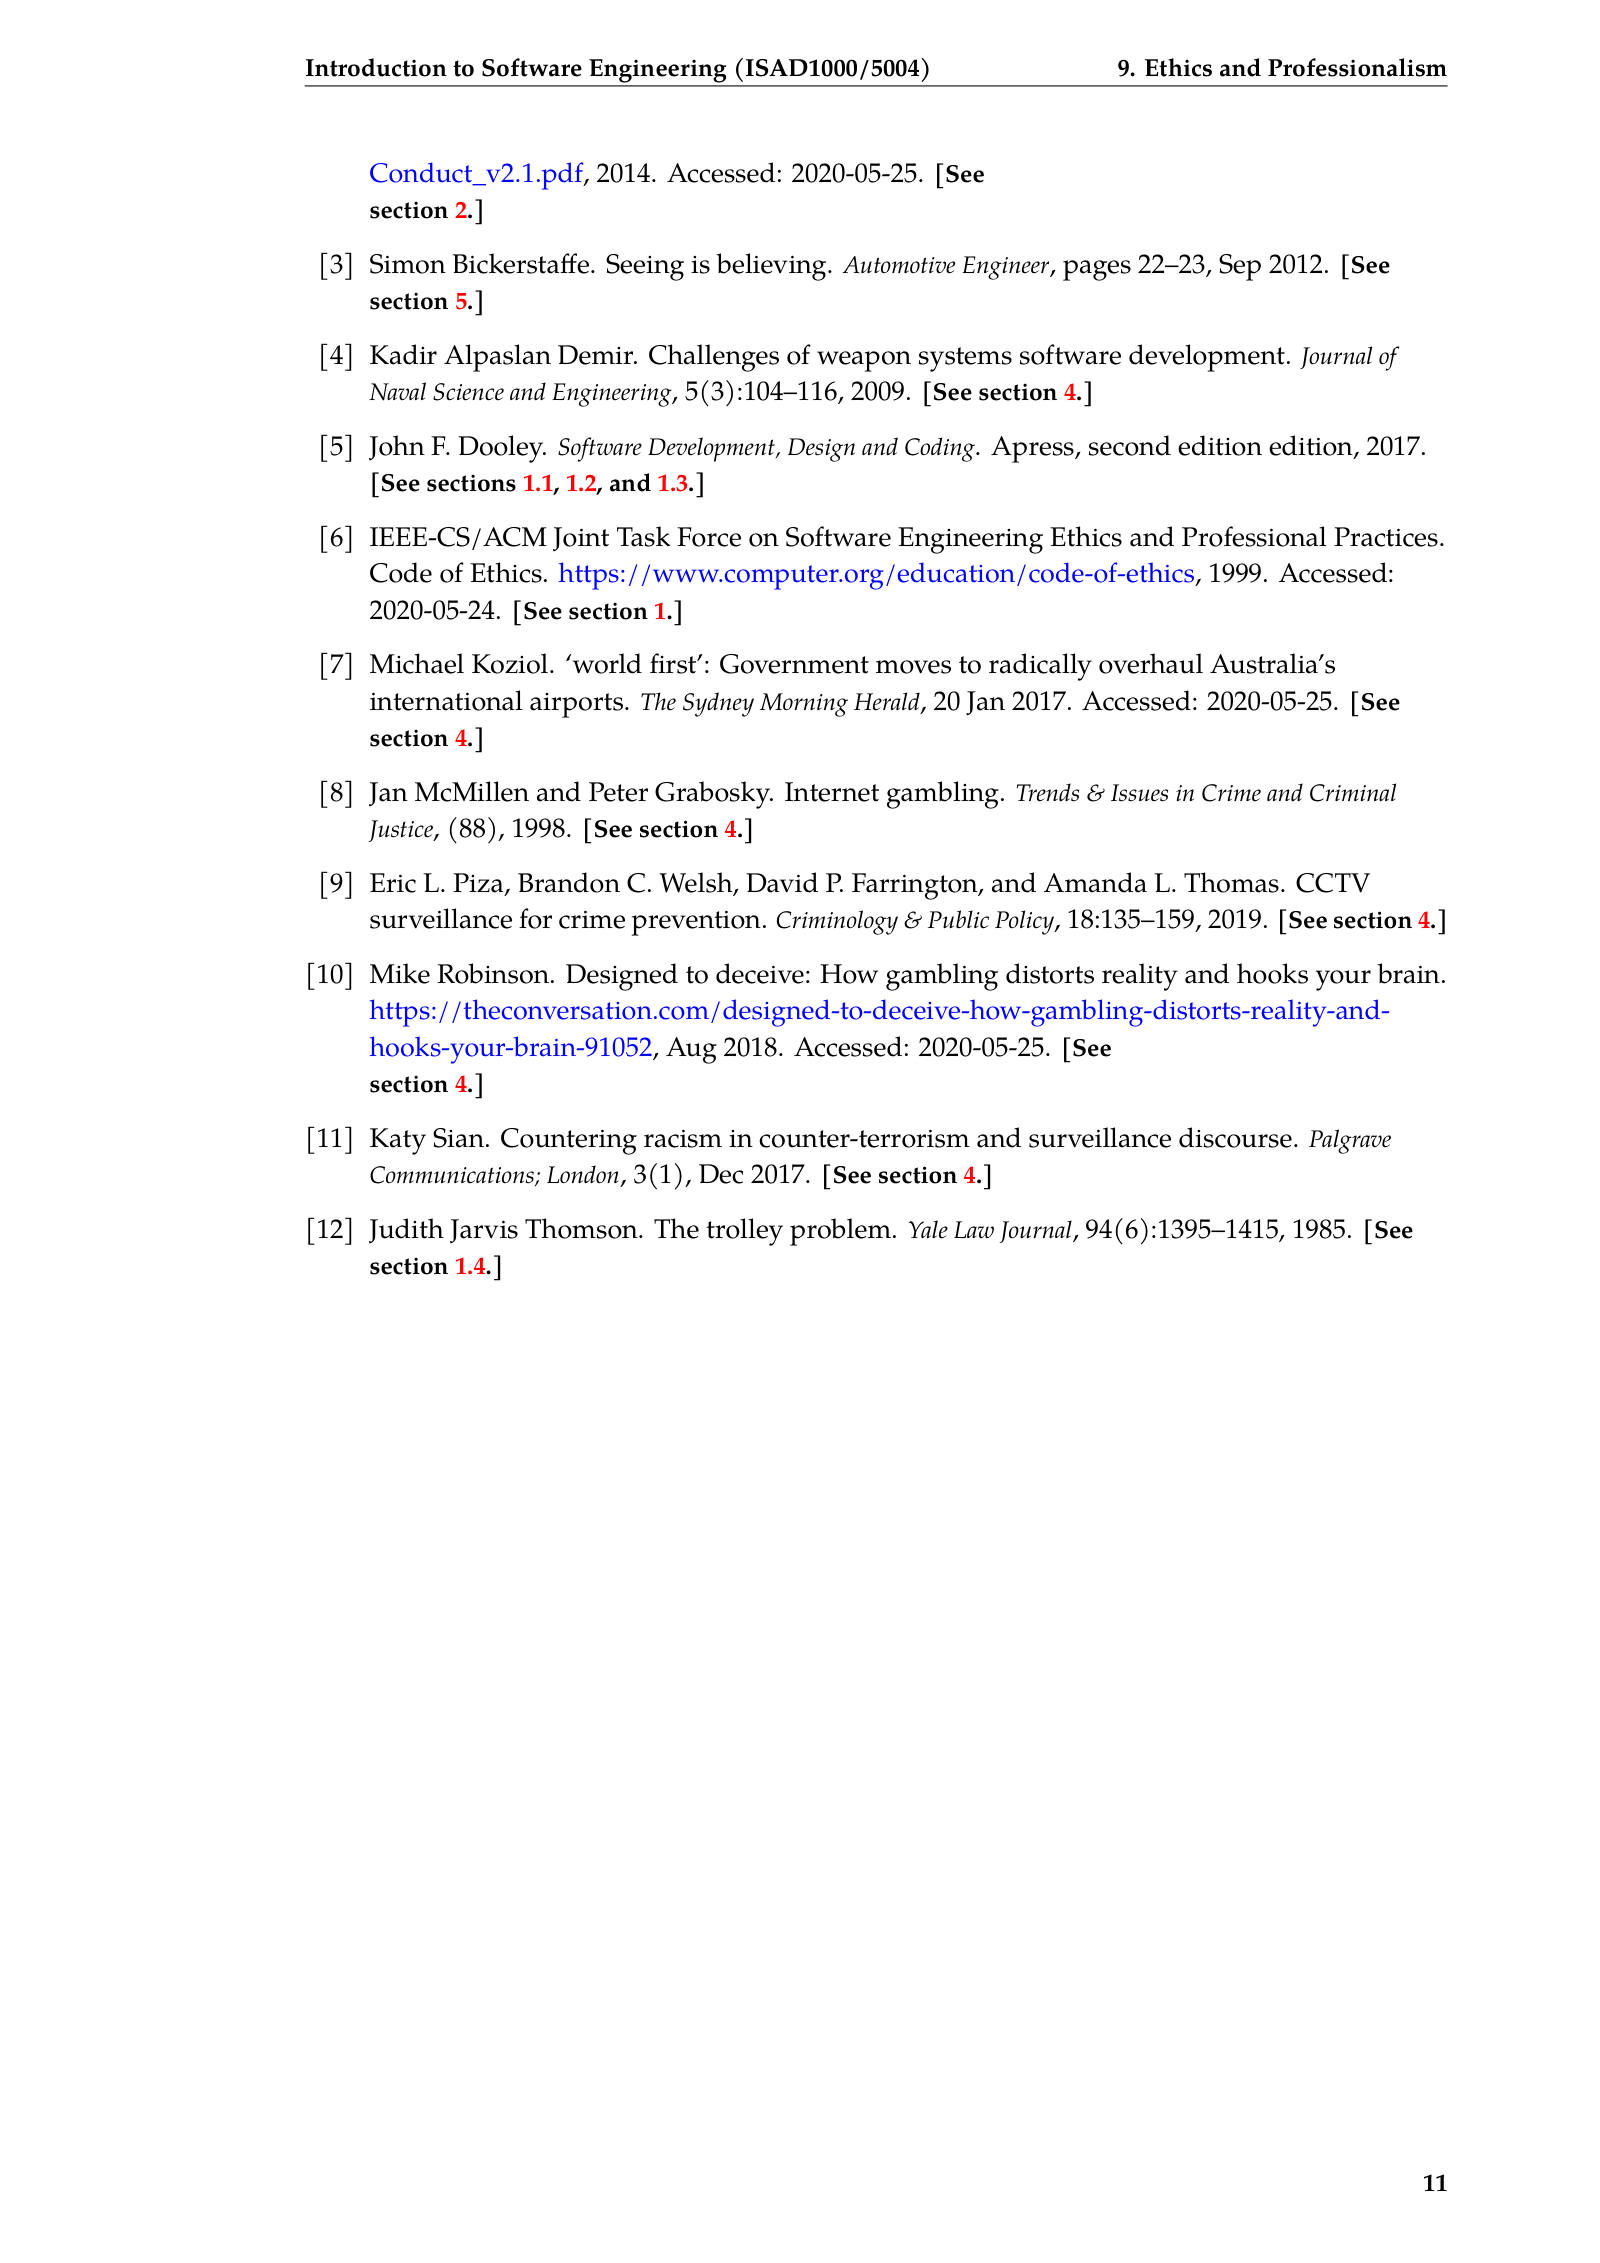 Introduction to Software Engineering (ISAD1000/5004) 9. Ethics and Professionalism
Conduct_v2.1.pdf, 2014. Accessed: 2020-05-25. [See
section 2.]
[3] Simon Bickerstaffe. Seeing is believing. Automotive Engineer, pages 22–23, Sep 2012. [See
section 5.]
[4] Kadir Alpaslan Demir. Challenges of weapon systems software development. Journal of
Naval Science and Engineering, 5(3):104–116, 2009. [See section 4.]
[5] John F. Dooley. Software Development, Design and Coding. Apress, second edition edition, 2017.
[See sections 1.1, 1.2, and 1.3.]
[6] IEEE-CS/ACM Joint Task Force on Software Engineering Ethics and Professional Practices.
Code of Ethics. https://www.computer.org/education/code-of-ethics, 1999. Accessed:
2020-05-24. [See section 1.]
[7] Michael Koziol. ‘world first’: Government moves to radically overhaul Australia’s
international airports. The Sydney Morning Herald, 20 Jan 2017. Accessed: 2020-05-25. [See
section 4.]
[8] Jan McMillen and Peter Grabosky. Internet gambling. Trends & Issues in Crime and Criminal
Justice, (88), 1998. [See section 4.]
[9] Eric L. Piza, Brandon C. Welsh, David P. Farrington, and Amanda L. Thomas. CCTV
surveillance for crime prevention. Criminology & Public Policy, 18:135–159, 2019. [See section 4.]
[10] Mike Robinson. Designed to deceive: How gambling distorts reality and hooks your brain.
https://theconversation.com/designed-to-deceive-how-gambling-distorts-reality-and-
hooks-your-brain-91052, Aug 2018. Accessed: 2020-05-25. [See
section 4.]
[11] Katy Sian. Countering racism in counter-terrorism and surveillance discourse. Palgrave
Communications; London, 3(1), Dec 2017. [See section 4.]
[12] Judith Jarvis Thomson. The trolley problem. Yale Law Journal, 94(6):1395–1415, 1985. [See
section 1.4.]
11